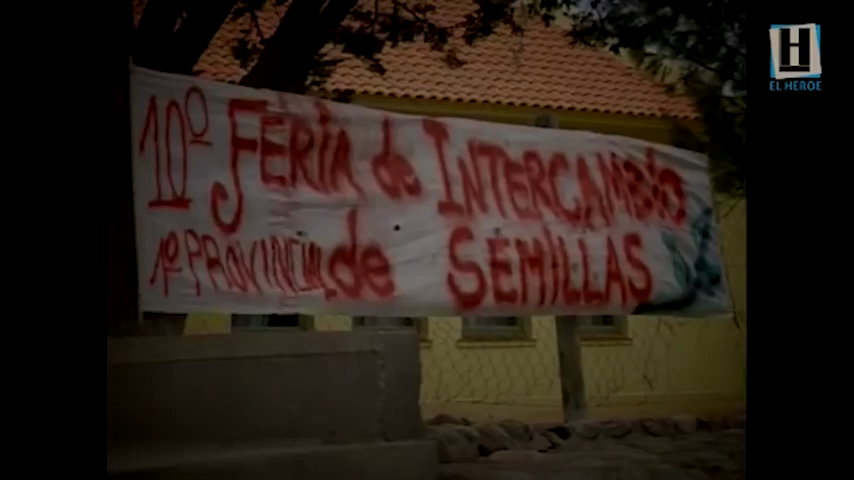 10º FERIA de INTERCAMBIO
1º PROVINCIAL de SEMILLAS
H
EL HEROE